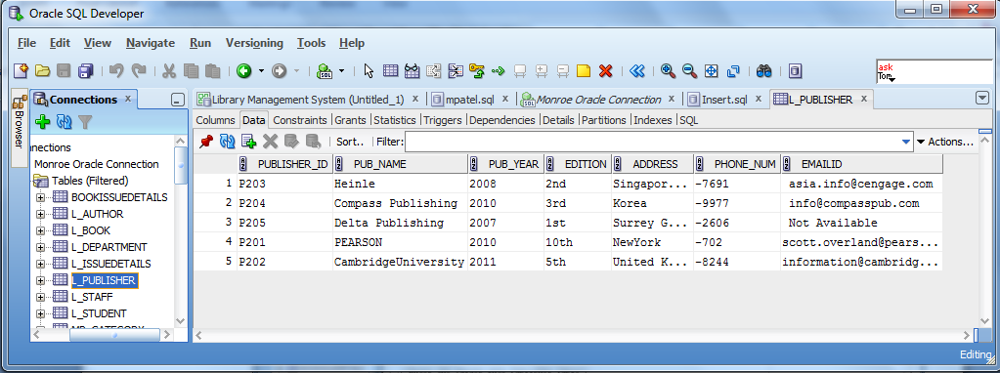 Oracle SQL Developer
File Edit View Navigate Run Versioning Tools Help
SQL
ask
Tom
Browser
Connections x
Library Management System (Untitled_1) x mpatel.sql x Monroe Oracle Connection x Insert.sql x L_PUBLISHER x
Columns Data Constraints Grants Statistics Triggers Dependencies Details Partitions Indexes SQL
Sort.. Filter: Actions...
nnections
Monroe Oracle Connection
Tables (Filtered)
BOOKISSUEDETAILS
L_AUTHOR
L_BOOK
L_DEPARTMENT
L_ISSUEDETAILS
L_PUBLISHER
L_STAFF
L_STUDENT
PUBLISHER_ID PUB_NAME PUB_YEAR EDITION ADDRESS PHONE_NUM EMAILID
1 P203 Heinle 2008 2nd Singapor... -7691 asia.info@cengage.com
2 P204 Compass Publishing 2010 3rd Korea -9977 info@compasspub.com
3 P205 Delta Publishing 2007 1st Surrey G... -2606 Not Available
4 P201 PEARSON 2010 10th NewYork -702 scott.overland@pears...
5 P202 CambridgeUniversity 2011 5th United K... -8244 information@cambridg...
Editing